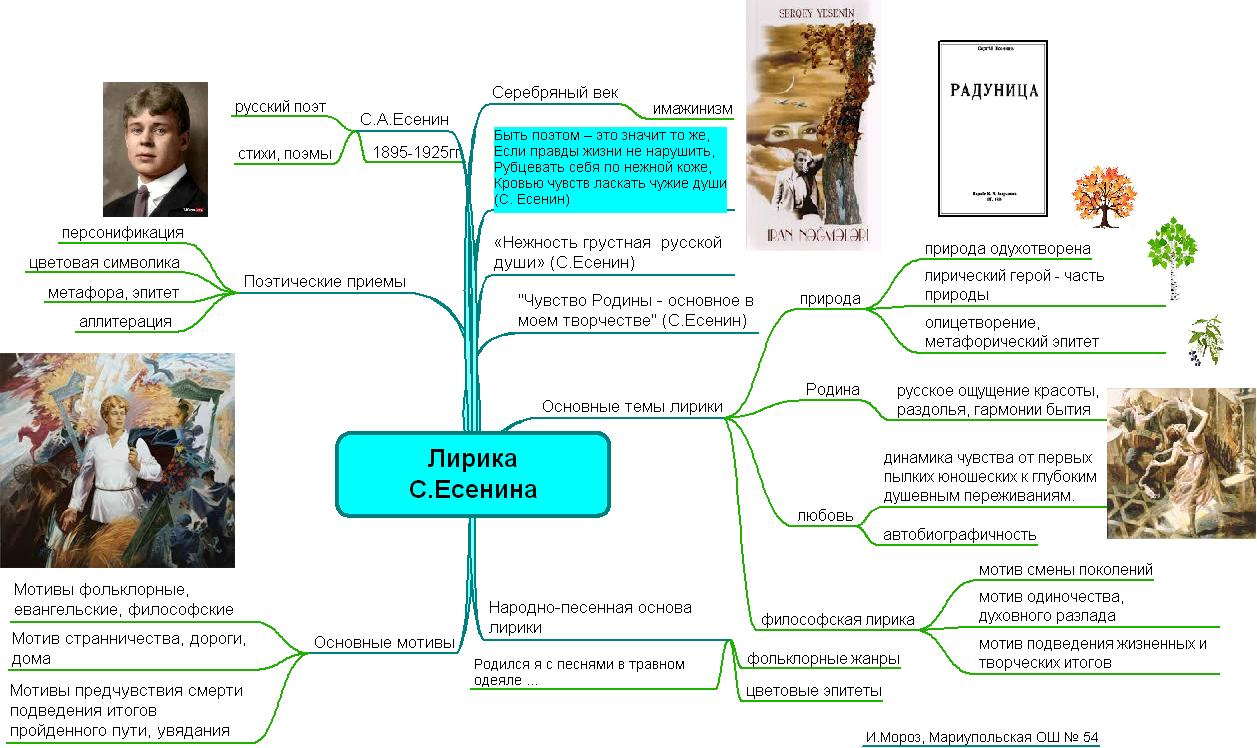 Лирика
С.Есенина
С.А.Есенин
русский поэт
стихи, поэмы
1895-1925гг
Поэтические приемы
персонификация
цветовая символика
метафора, эпитет
аллитерация
Основные мотивы
Мотивы фольклорные,
евангельские, философские
Мотив странничества, дороги,
дома
Мотивы предчувствия смерти
подведения итогов
пройденного пути, увядания
Серебряный век
имажинизм
Быть поэтом – это значит то же,
Если правды жизни не нарушить,
Рубцевать себя по нежной коже,
Кровью чувств ласкать чужие души
(С. Есенин)
«Нежность грустная русской
души» (С.Есенин)
"Чувство Родины - основное в
моем творчестве" (С.Есенин)
Основные темы лирики
природа
природа одухотворена
лирический герой - часть
природы
олицетворение,
метафорический эпитет
Родина
русское ощущение красоты,
раздолья, гармонии бытия
любовь
динамика чувства от первых
пылких юношеских к глубоким
душевным переживаниям.
автобиографичность
философская лирика
мотив смены поколений
мотив одиночества,
духовного разлада
мотив подведения жизненных и
творческих итогов
Народно-песенная основа
лирики
Родился я с песнями в травном
одеяле ...
фольклорные жанры
цветовые эпитеты
SERQEY YESENİN
IRAN NƏĞMƏLƏRİ
РАДУНИЦА
И.Мороз, Мариупольская ОШ № 54